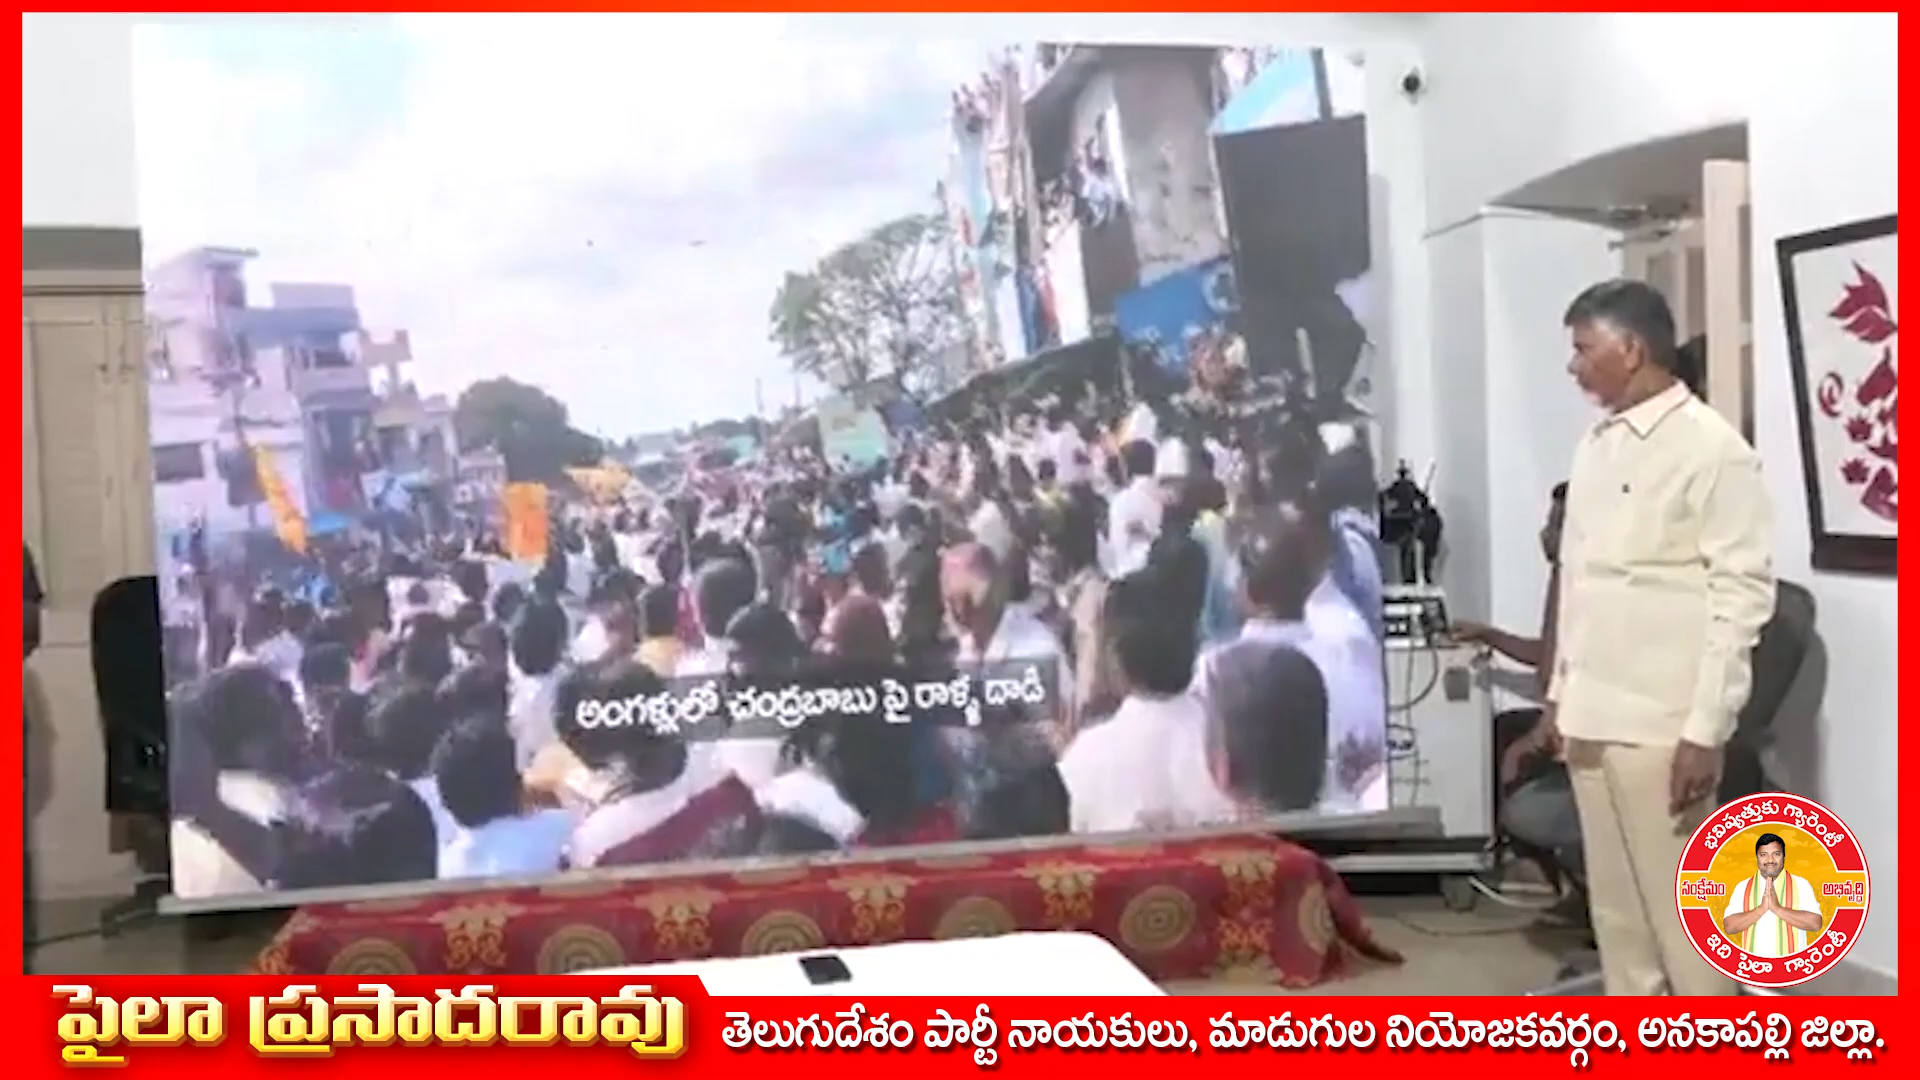 అంగళ్లులో చంద్రబాబు పై రాళ్ళ దాడి
భవిష్యత్తుకు గ్యారెంటీ
సంక్షేమం
అభివృద్ధి
ఇది పైలా గ్యారెంటీ
పైలా ప్రసాదరావు
తెలుగుదేశం పార్టీ నాయకులు, మాడుగుల నియోజకవర్గం, అనకాపల్లి జిల్లా.